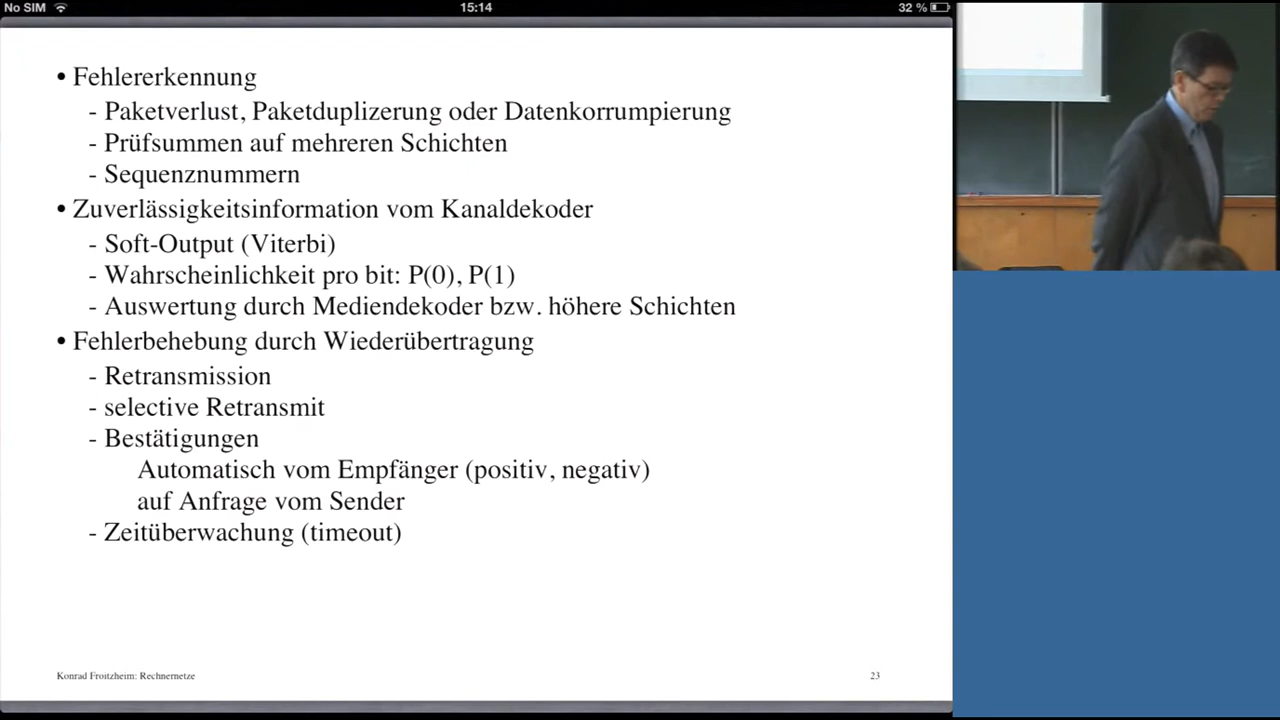 No SIM 15:14 32 %
• Fehlererkennung
- Paketverlust, Paketduplizerung oder Datenkorrumpierung
- Prüfsummen auf mehreren Schichten
- Sequenznummern
• Zuverlässigkeitsinformation vom Kanaldekoder
- Soft-Output (Viterbi)
- Wahrscheinlichkeit pro bit: P(0), P(1)
- Auswertung durch Mediendekoder bzw. höhere Schichten
• Fehlerbehebung durch Wiederübertragung
- Retransmission
- selective Retransmit
- Bestätigungen
Automatisch vom Empfänger (positiv, negativ)
auf Anfrage vom Sender
- Zeitüberwachung (timeout)
Konrad Froitzheim: Rechnernetze 23